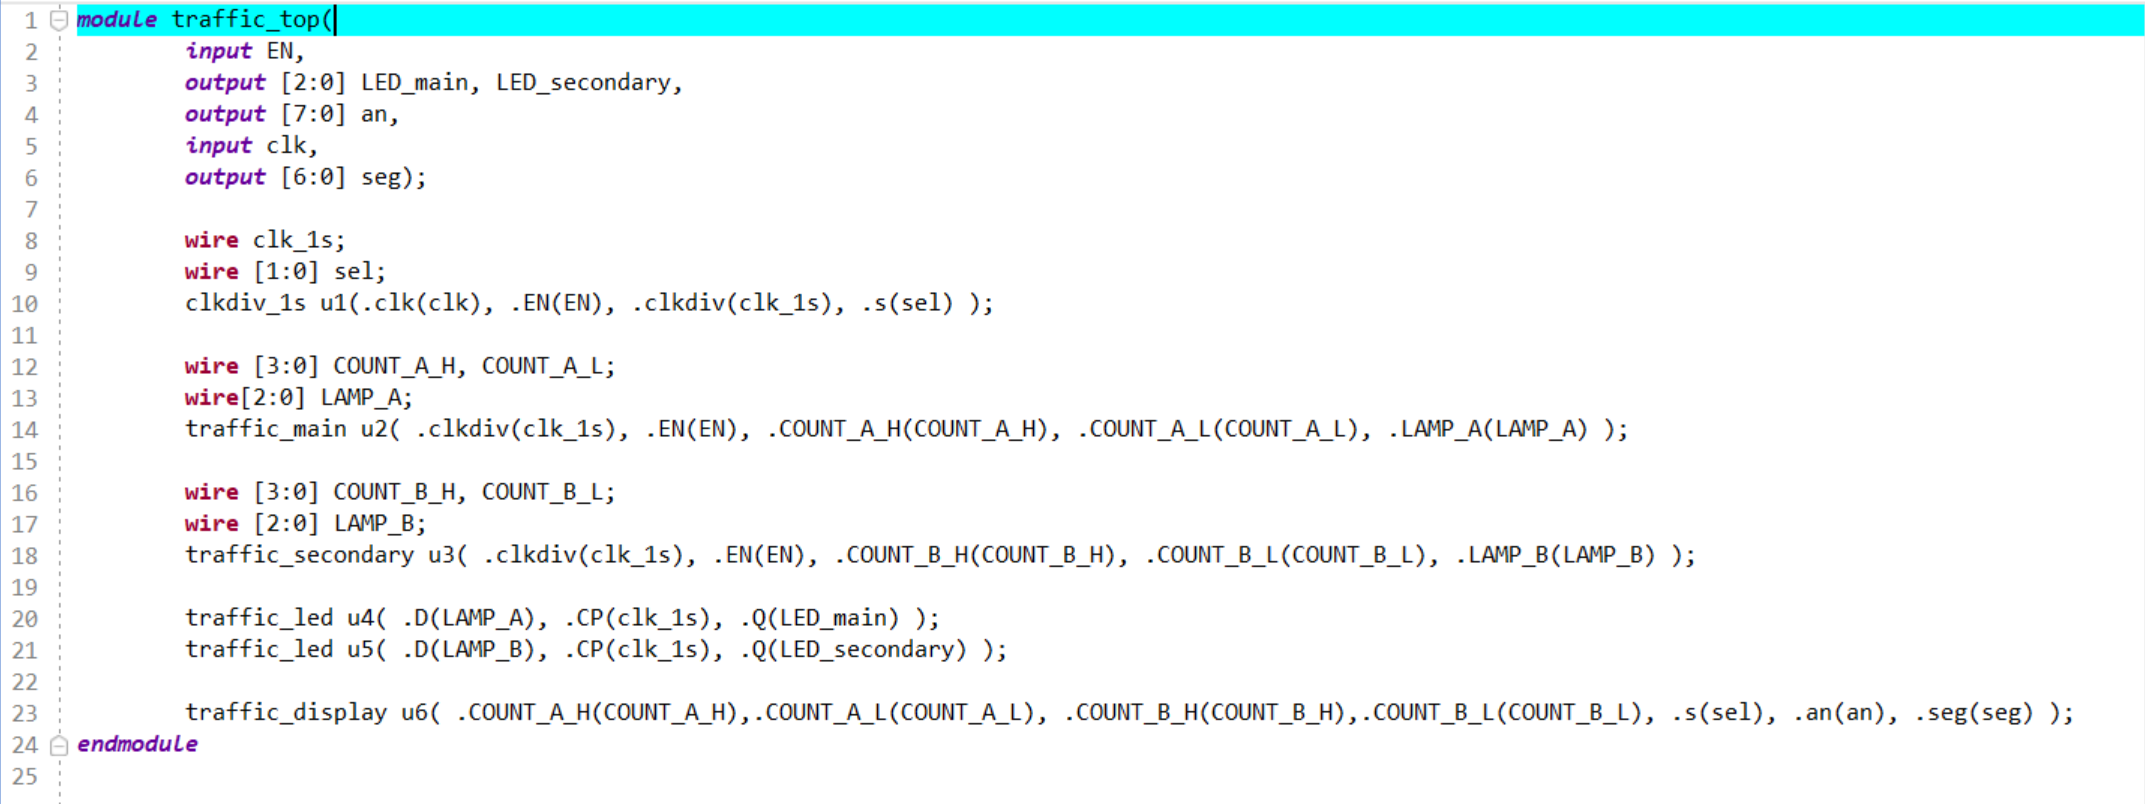 1 module traffic_top(
2 input EN,
3 output [2:0] LED_main, LED_secondary,
4 output [7:0] an,
5 input clk,
6 output [6:0] seg);
7
8 wire clk_1s;
9 wire [1:0] sel;
10 clkdiv_1s u1(.clk(clk), .EN(EN), .clkdiv(clk_1s), .s(sel) );
11
12 wire [3:0] COUNT_A_H, COUNT_A_L;
13 wire[2:0] LAMP_A;
14 traffic_main u2( .clkdiv(clk_1s), .EN(EN), .COUNT_A_H(COUNT_A_H), .COUNT_A_L(COUNT_A_L), .LAMP_A(LAMP_A) );
15
16 wire [3:0] COUNT_B_H, COUNT_B_L;
17 wire [2:0] LAMP_B;
18 traffic_secondary u3( .clkdiv(clk_1s), .EN(EN), .COUNT_B_H(COUNT_B_H), .COUNT_B_L(COUNT_B_L), .LAMP_B(LAMP_B) );
19
20 traffic_led u4( .D(LAMP_A), .CP(clk_1s), .Q(LED_main) );
21 traffic_led u5( .D(LAMP_B), .CP(clk_1s), .Q(LED_secondary) );
22
23 traffic_display u6( .COUNT_A_H(COUNT_A_H),.COUNT_A_L(COUNT_A_L), .COUNT_B_H(COUNT_B_H),.COUNT_B_L(COUNT_B_L), .s(sel), .an(an), .seg(seg) );
24 endmodule
25